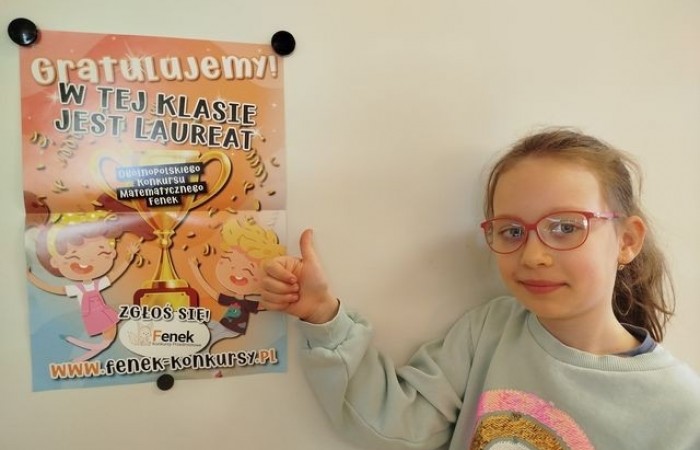 Gratulujemy!
W TEJ KLASIE
JEST LAUREAT
Ogólnopolskiego
Konkursu
Matematycznego
Fenek
ZGŁOŚ SIĘ!
Fenek
www.fenek-konkursy.pl